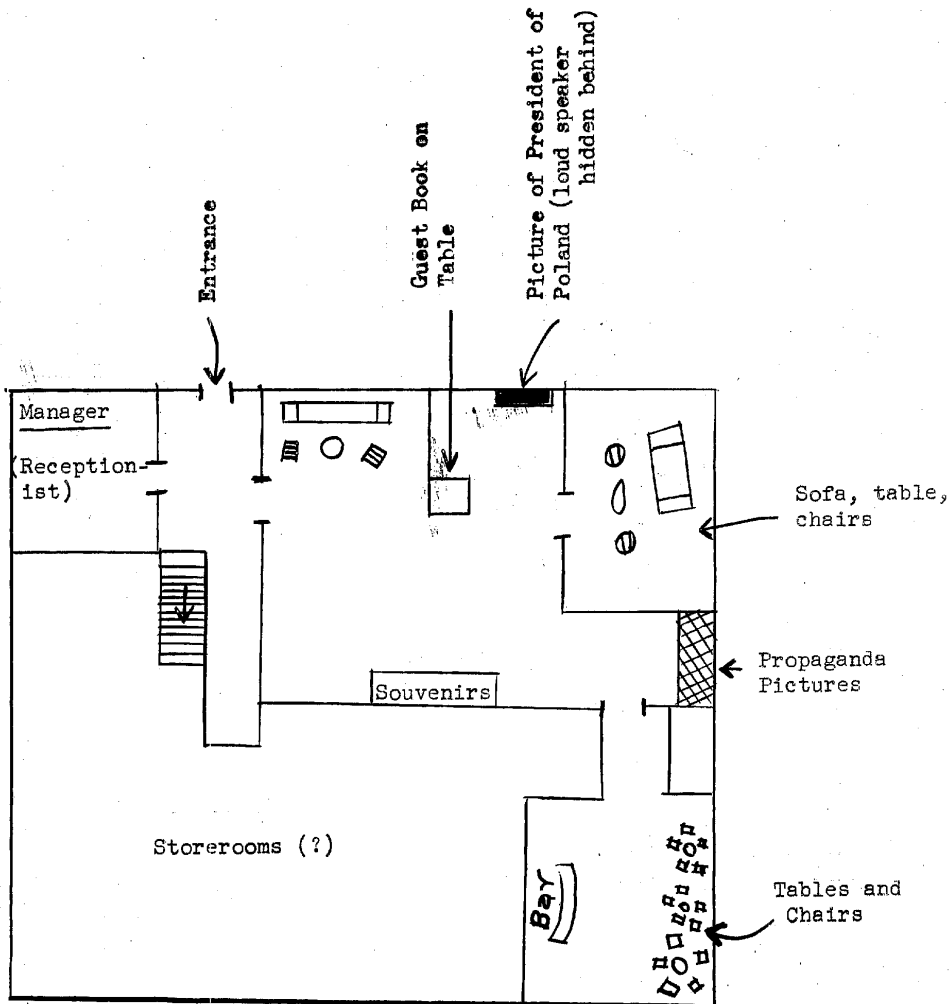 Entrance
Guest Book on
Table
Picture of President of
Poland (loud speaker
hidden behind)
Manager
(Reception-
ist)
Sofa, table,
chairs
Propaganda
Pictures
Souvenirs
Storerooms (?)
Bar
Tables and
Chairs